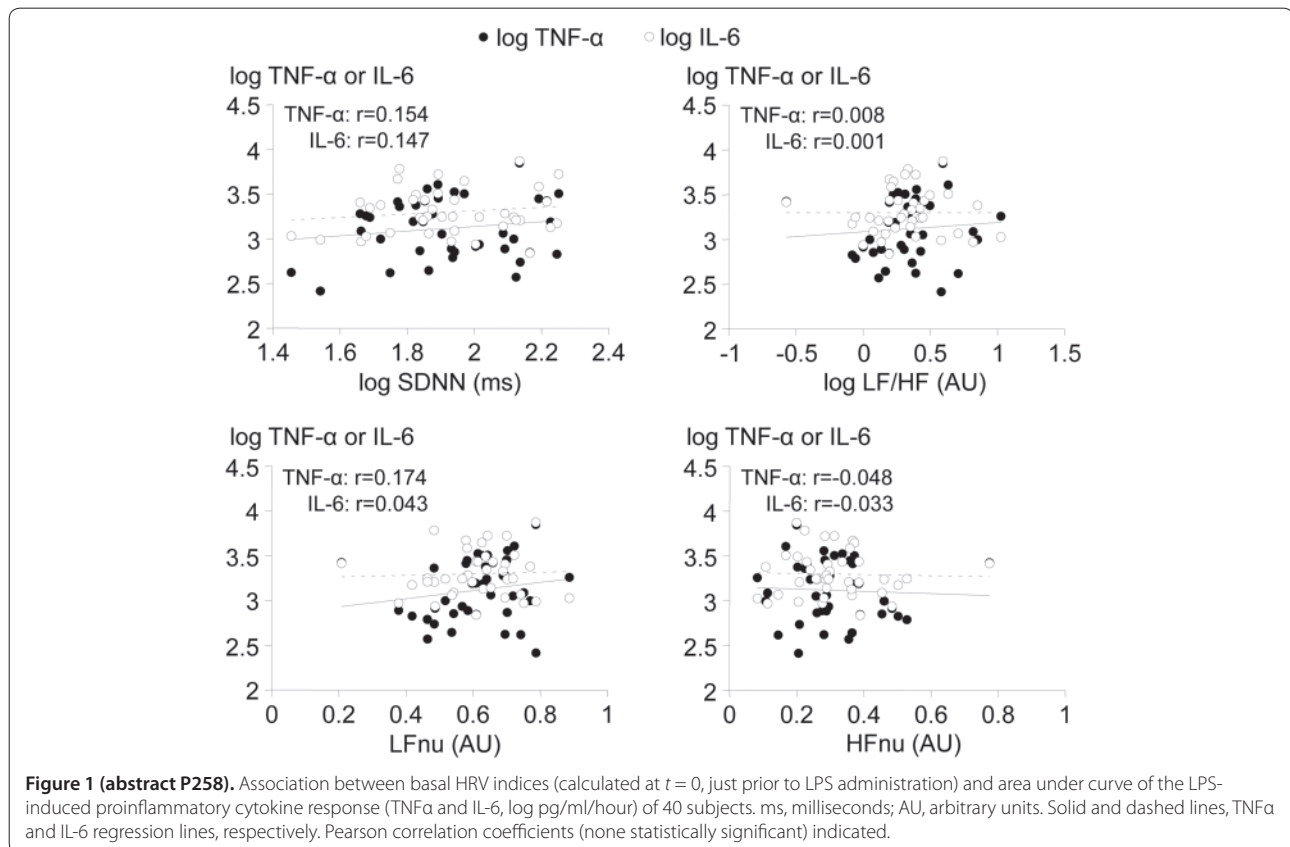 ● log TNF-α ○ log IL-6
log TNF-α or IL-6
4.5
TNF-α: r=0.154
IL-6: r=0.147
4
3.5
3
2.5
2
1.4 1.6 1.8 2 2.2 2.4
log SDNN (ms)
log TNF-α or IL-6
4.5
TNF-α: r=0.008
IL-6: r=0.001
4
3.5
3
2.5
2
-1 -0.5 0 0.5 1 1.5
log LF/HF (AU)
log TNF-α or IL-6
4.5
TNF-α: r=0.174
IL-6: r=0.043
4
3.5
3
2.5
2
0 0.2 0.4 0.6 0.8 1
LFnu (AU)
log TNF-α or IL-6
4.5
TNF-α: r=-0.048
IL-6: r=-0.033
4
3.5
3
2.5
2
0 0.2 0.4 0.6 0.8 1
HFnu (AU)
Figure 1 (abstract P258). Association between basal HRV indices (calculated at t = 0, just prior to LPS administration) and area under curve of the LPS-
induced proinflammatory cytokine response (TNFα and IL-6, log pg/ml/hour) of 40 subjects. ms, milliseconds; AU, arbitrary units. Solid and dashed lines, TNFα
and IL-6 regression lines, respectively. Pearson correlation coefficients (none statistically significant) indicated.